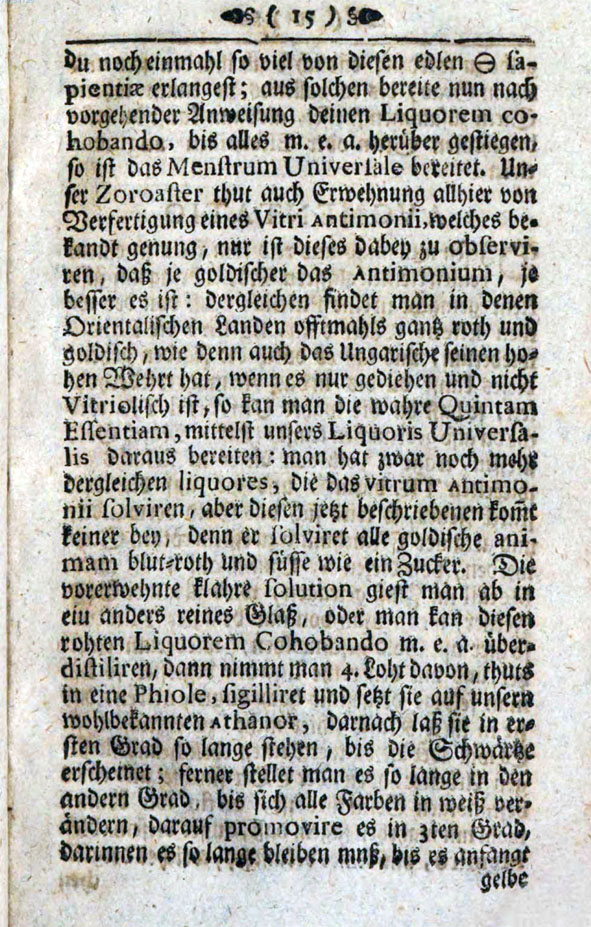 ( 15 )
du noch einmahl so viel von diesen edlen ⊖ sa-
pientiæ erlangest; aus solchen bereite nun nach
vorgehender Anweisung deinen Liquorem co-
hobando, bis alles m. e. a. herüber gestiegen,
so ist das Menstrum Universale bereitet. Un-
ser Zoroaster thut auch Erwehnung allhier von
Verfertigung eines Vitri Antimonii, welches be-
kandt genung, nur ist dieses dabey zu observi-
ren, daß je goldischer das Antimonium, je
besser es ist: dergleichen findet man in denen
Orientalischen Landen offtmahls gantz roth und
goldisch, wie denn auch das Ungarische seinen ho-
hen Wehrt hat, wenn es nur gediehen und nicht
Vitriolisch ist, so kan man die wahre Quintam
Essentiam, mittelst unsers Liquoris Universa-
lis daraus bereiten: man hat zwar noch mehr
dergleichen liquores, die das vitrum Antimo-
nii solviren, aber diesen jetzt beschriebenen komt
keiner bey, denn er solviret alle goldische ani-
mam blut-roth und süsse wie ein Zucker. Die
vorerwehnte klahre solution giest man ab in
eiu anders reines Glaß, oder man kan diesen
rohten Liquorem Cohobando m. e. a. über-
distiliren, dann nimmt man 4. Loht davon, thuts
in eine Phiole, sigilliret und setzt sie auf unsern
wohlbekannten Athanor, darnach laß sie in er-
sten Grad so lange stehen, bis die Schwärtze
erscheinet; ferner stellet man es so lange in den
andern Grad, bis sich alle Farben in weiß ver-
ändern, darauf promovire es in 3ten Grad,
darinnen es so lange bleiben mnß, bis es anfangt
gelbe